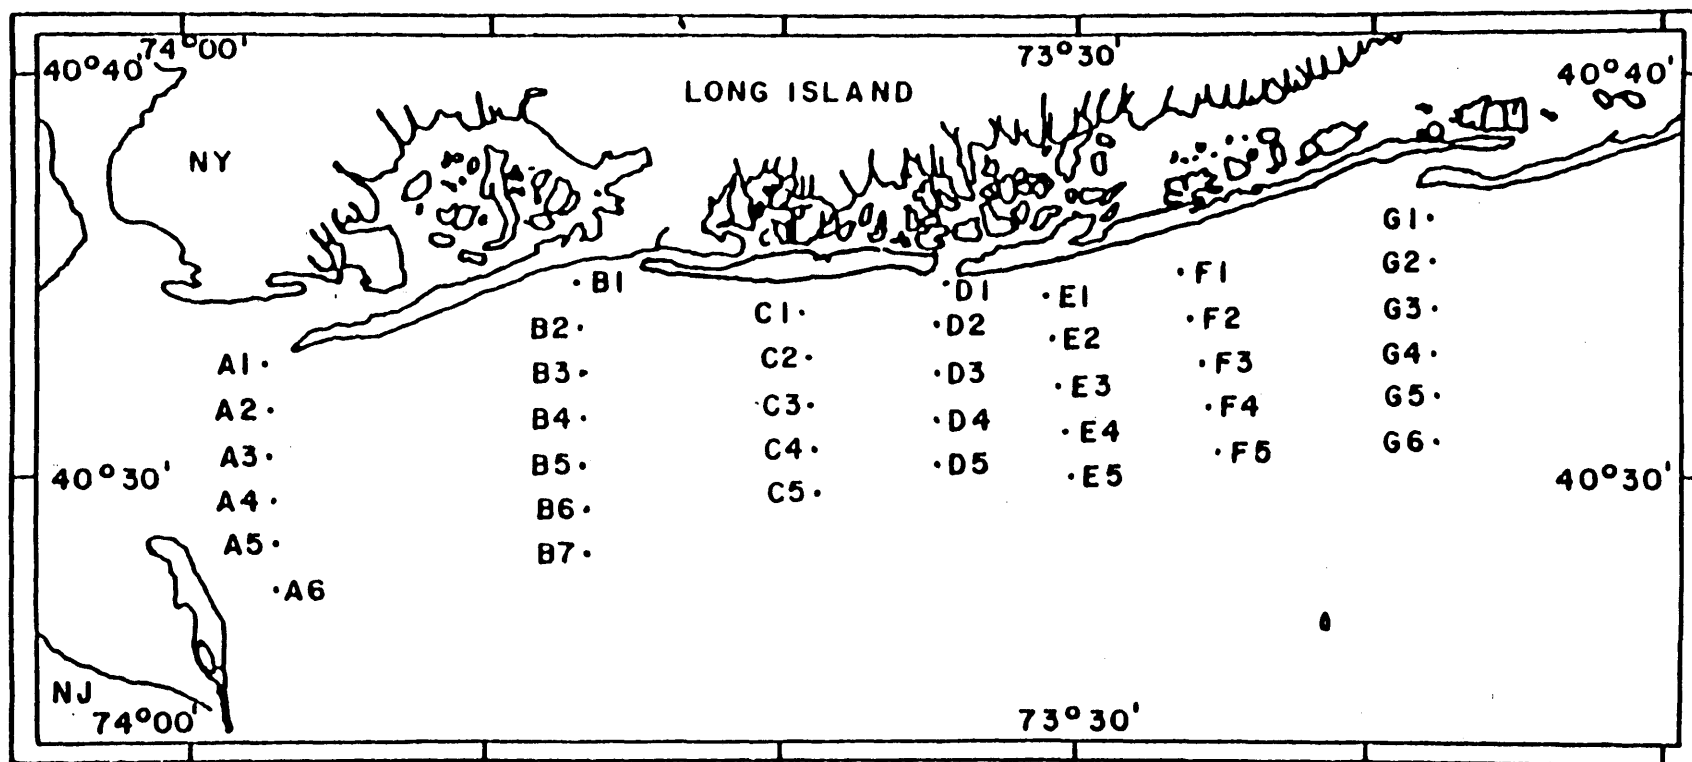 74°00' 73°30'
40°40' LONG ISLAND 40°40'
NY
G1
B1 D1 E1 F1 G2
B2 C1 D2 E2 F2 G3
A1 B3 C2 D3 E3 F3 G4
A2 B4 C3 D4 E4 F4 G5
A3 B5 C4 D5 E5 F5 G6
40°30' 40°30'
A4 B6 C5
A5 B7
A6
NJ
74°00' 73°30'